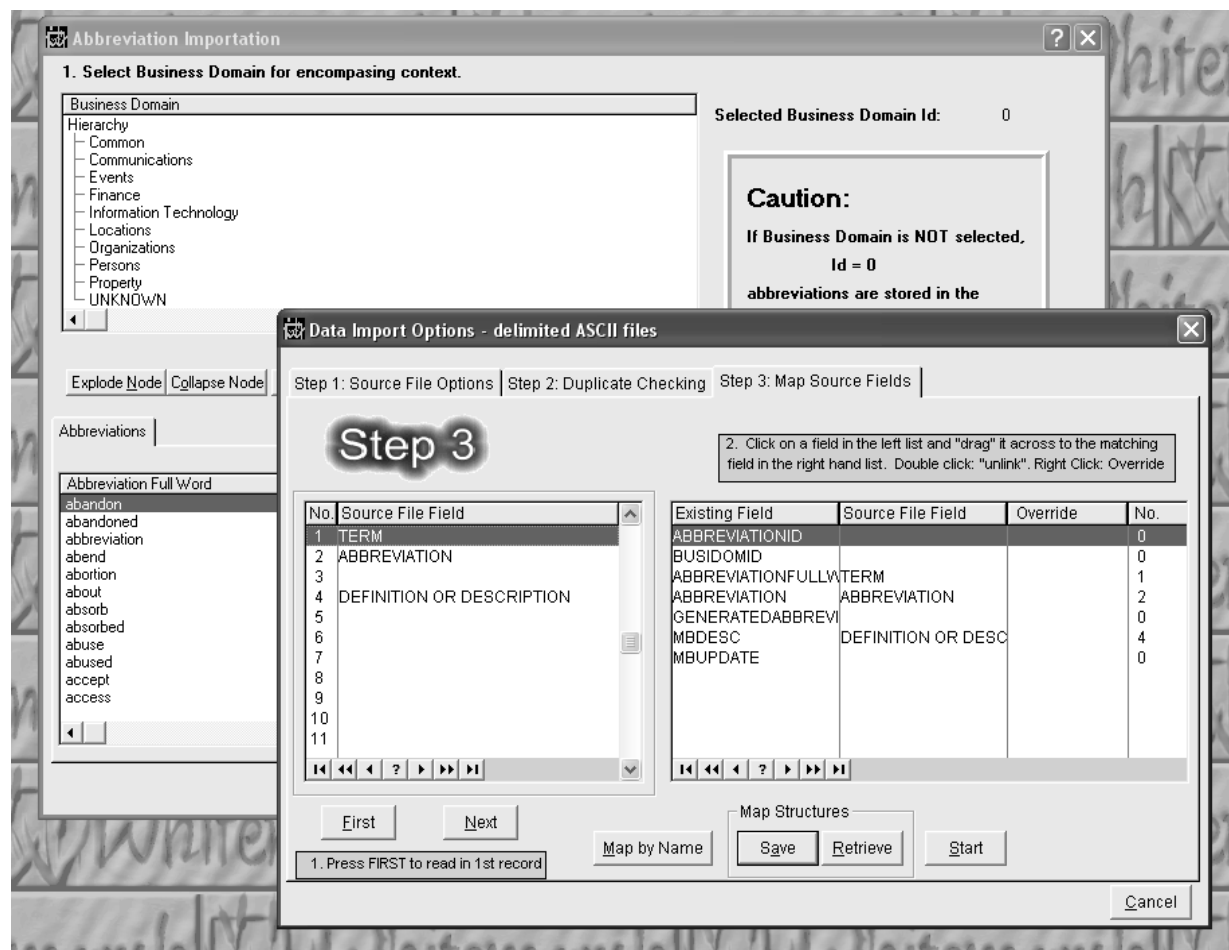 Abbreviation Importation
1. Select Business Domain for encompasing context.
Business Domain
Hierarchy
Common
Communications
Events
Finance
Information Technology
Locations
Organizations
Persons
Property
UNKNOWN
Selected Business Domain Id: 0
Caution:
If Business Domain is NOT selected,
Id = 0
abbreviations are stored in the
Explode Node Collapse Node
Abbreviations
Abbreviation Full Word
abandon
abandoned
abbreviation
abend
abortion
about
absorb
absorbed
abuse
abused
accept
access
Data Import Options - delimited ASCII files
Step 1: Source File Options Step 2: Duplicate Checking Step 3: Map Source Fields
Step 3
2. Click on a field in the left list and "drag" it across to the matching
field in the right hand list. Double click: "unlink". Right Click: Override
No. Source File Field
1 TERM
2 ABBREVIATION
3
4 DEFINITION OR DESCRIPTION
5
6
7
8
9
10
11
?
Existing Field Source File Field Override No.
ABBREVIATIONID 0
BUSIDOMID 0
ABBREVIATIONFULLW TERM 1
ABBREVIATION ABBREVIATION 2
GENERATEDABBREVI 0
MBDESC DEFINITION OR DESC 4
MBUPDATE 0
?
First Next
1. Press FIRST to read in 1st record
Map by Name
Map Structures
Save Retrieve
Start
Cancel